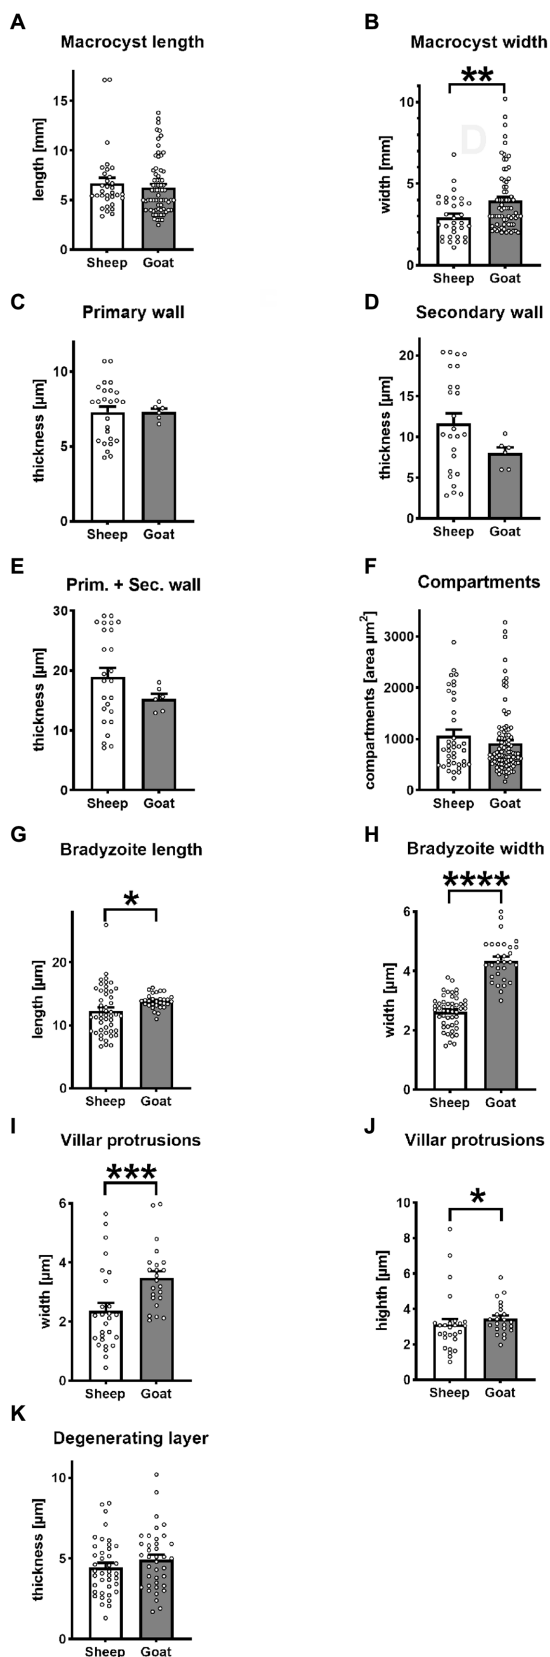 A
Macrocyst length
length [mm]
15
10
5
0
Sheep Goat
B
Macrocyst width
**
width [mm]
10
5
0
Sheep Goat
D
C
Primary wall
thickness [µm]
10
5
0
Sheep Goat
D
Secondary wall
thickness [µm]
20
15
10
5
0
Sheep Goat
E
Prim. + Sec. wall
thickness [µm]
30
20
10
0
Sheep Goat
F
Compartments
compartments [area µm²]
3000
2000
1000
0
Sheep Goat
G
Bradyzoite length
*
length [µm]
20
10
0
Sheep Goat
H
Bradyzoite width
****
width [µm]
6
4
2
0
Sheep Goat
I
Villar protrusions
***
width [µm]
6
4
2
0
Sheep Goat
J
Villar protrusions
*
highth [µm]
10
8
6
4
2
0
Sheep Goat
K
Degenerating layer
thickness [µm]
10
5
0
Sheep Goat